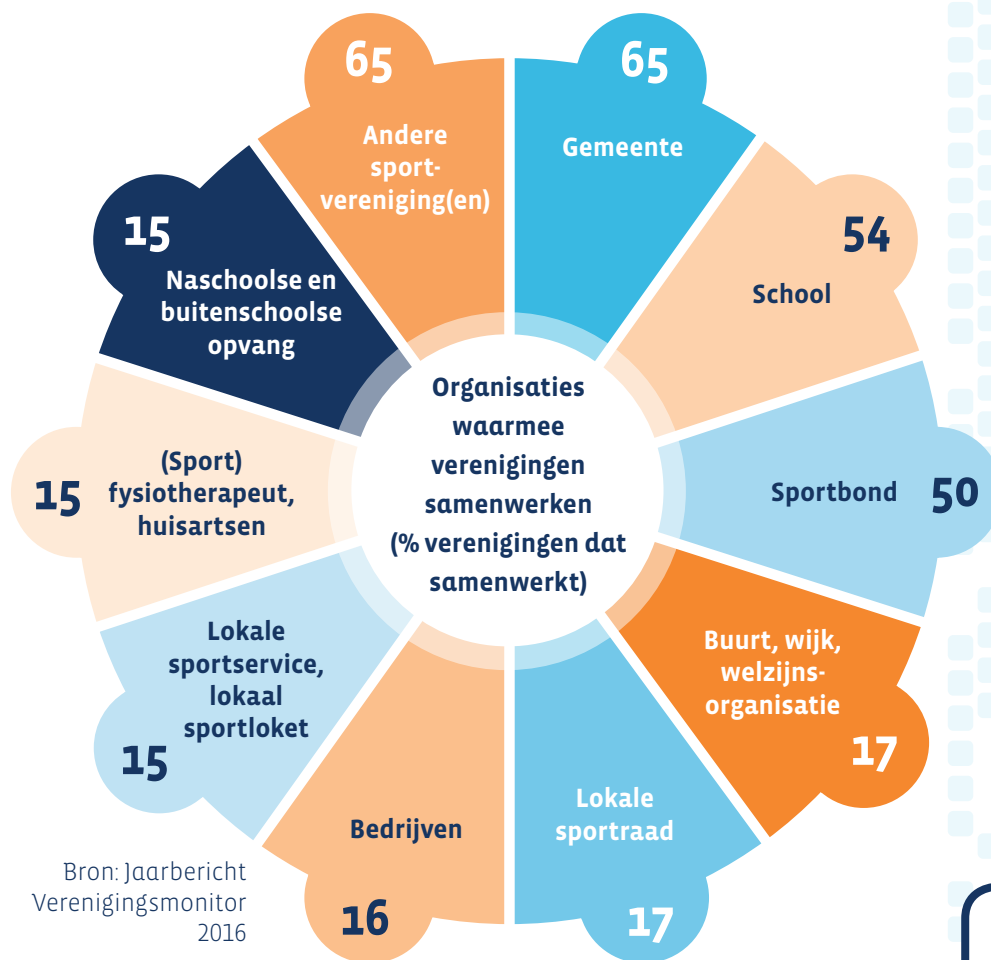 Organisaties
waarmee
verenigingen
samenwerken
(% verenigingen dat
samenwerkt)
65
Gemeente
54
School
Sportbond 50
Buurt, wijk,
welzijns-
organisatie
17
Lokale
sportraad
17
Bedrijven
16
Lokale
sportservice,
lokaal
sportloket
15
(Sport)
fysiotherapeut,
huisartsen
15
15
Naschoolse en
buitenschoolse
opvang
65
Andere
sport-
vereniging(en)
Bron: Jaarbericht
Verenigingsmonitor
2016